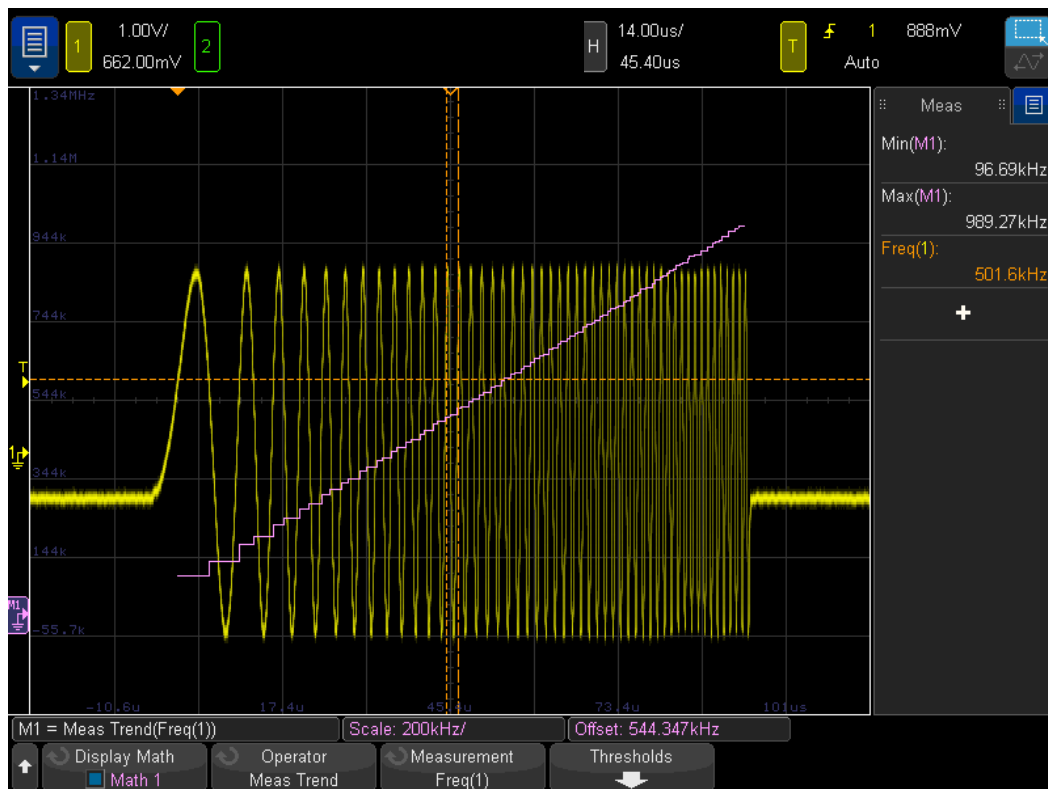 1
1.00V/
662.00mV
2
H
14.00us/
45.40us
T
1
888mV
Auto
1.34MHz
1.14M
944k
744k
544k
344k
144k
-55.7k
T
1
M1
-10.6u
17.4u
73.4u
101us
Meas
Min(M1):
96.69kHz
Max(M1):
989.27kHz
Freq(1):
501.6kHz
M1 = Meas Trend(Freq(1))
Scale: 200kHz/
Offset: 544.347kHz
Display Math
Math 1
Operator
Meas Trend
Measurement
Freq(1)
Thresholds